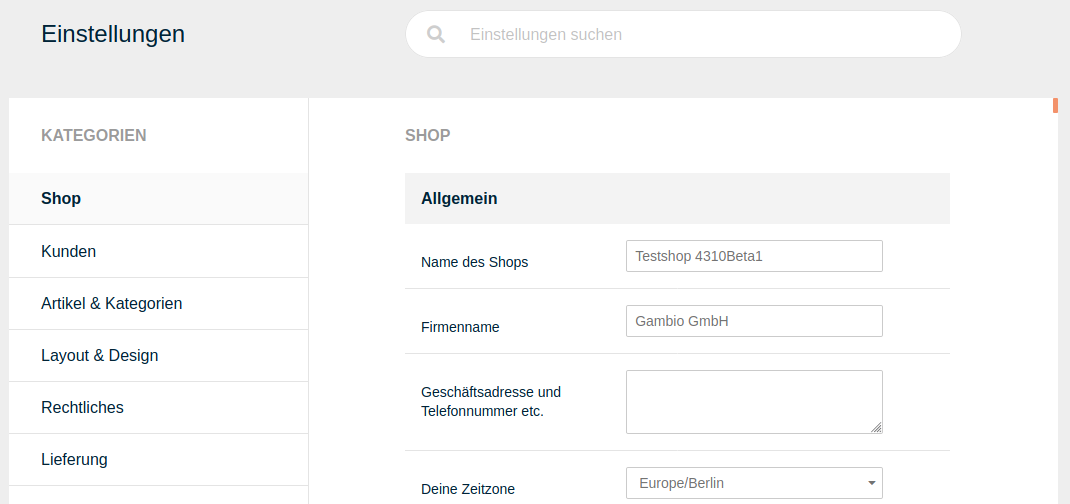 Einstellungen
Einstellungen suchen
KATEGORIEN
Shop
Kunden
Artikel & Kategorien
Layout & Design
Rechtliches
Lieferung
SHOP
Allgemein
Name des Shops
Testshop 4310Beta1
Firmenname
Gambio GmbH
Geschäftsadresse und
Telefonnummer etc.
Deine Zeitzone
Europe/Berlin